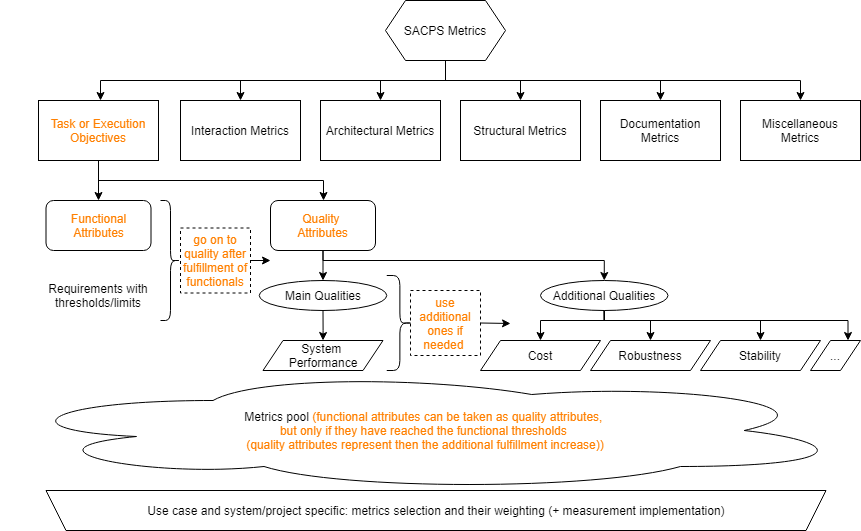 SACPS Metrics
Task or Execution
Objectives
Interaction Metrics
Architectural Metrics
Structural Metrics
Documentation
Metrics
Miscellaneous
Metrics
Functional
Attributes
Quality
Attributes
go on to
quality after
fulfillment of
functionals
Requirements with
thresholds/limits
Main Qualities
Additional Qualities
use
additional
ones if
needed
System
Performance
Cost
Robustness
Stability
...
Metrics pool (functional attributes can be taken as quality attributes,
but only if they have reached the functional thresholds
(quality attributes represent then the additional fulfillment increase))
Use case and system/project specific: metrics selection and their weighting (+ measurement implementation)